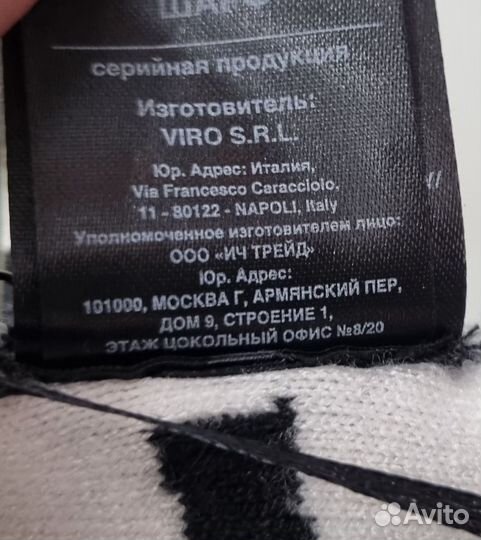 ШАРФ
серийная продукция
Изготовитель:
VIRO S.R.L.
Юр. Адрес: Италия,
Via Francesco Caracciolo,
11 - 80122 - NAPOLI, Italy
Уполномоченное изготовителем лицо:
ООО «ИЧ ТРЕЙД»
Юр. Адрес:
101000, МОСКВА Г, АРМЯНСКИЙ ПЕР,
ДОМ 9, СТРОЕНИЕ 1,
ЭТАЖ ЦОКОЛЬНЫЙ ОФИС №8/20
Avito